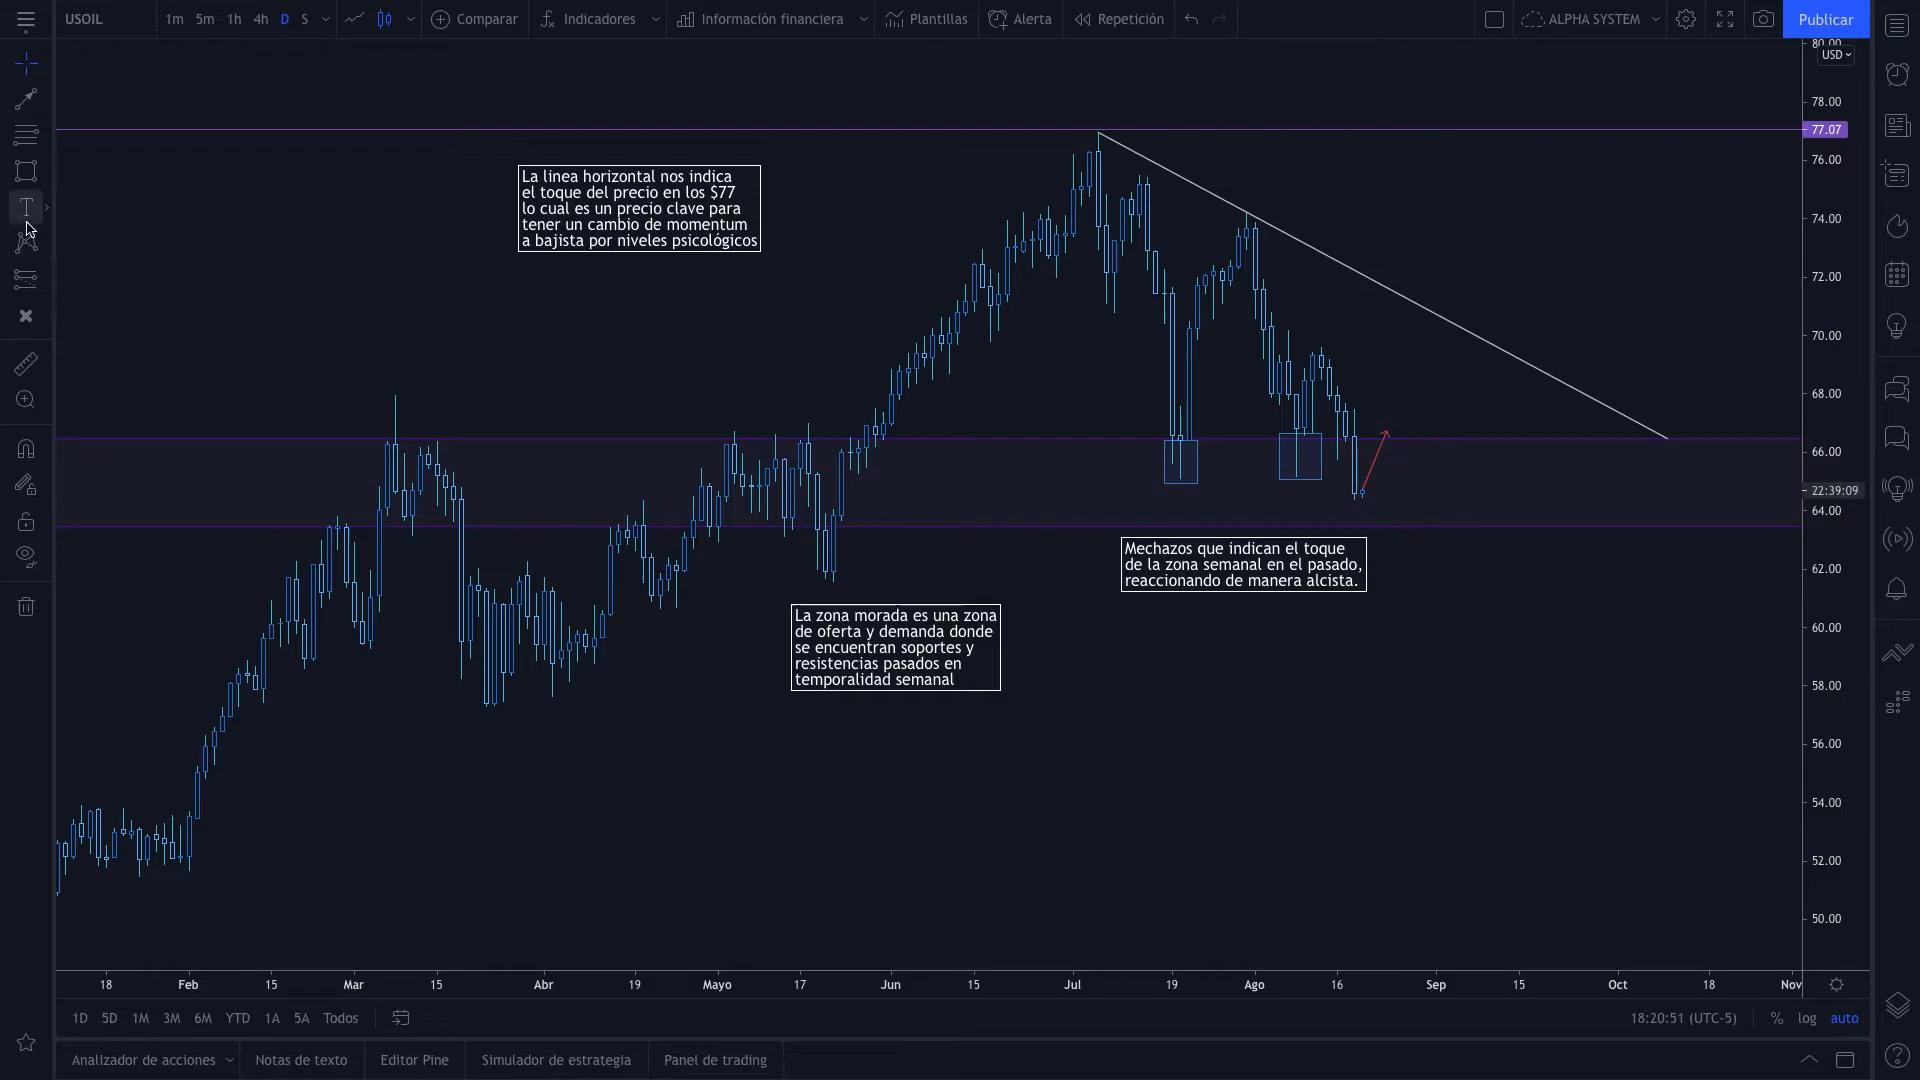 USOIL 1m 5m 1h 4h D S Comparar Indicadores Información financiera Plantillas Alerta Repetición ALPHA SYSTEM Publicar
80.00
USD
78.00
77.07
76.00
La linea horizontal nos indica
el toque del precio en los $77
lo cual es un precio clave para
tener un cambio de momentum
a bajista por niveles psicológicos
74.00
72.00
70.00
68.00
66.00
22:39:09
64.00
Mechazos que indican el toque
de la zona semanal en el pasado,
reaccionando de manera alcista.
62.00
La zona morada es una zona
de oferta y demanda donde
se encuentran soportes y
resistencias pasados en
temporalidad semanal
60.00
58.00
56.00
54.00
52.00
50.00
18 Feb 15 Mar 15 Abr 19 Mayo 17 Jun 15 Jul 19 Ago 16 Sep 15 Oct 18 Nov
1D 5D 1M 3M 6M YTD 1A 5A Todos 18:20:51 (UTC-5) % log auto
Analizador de acciones Notas de texto Editor Pine Simulador de estrategia Panel de trading